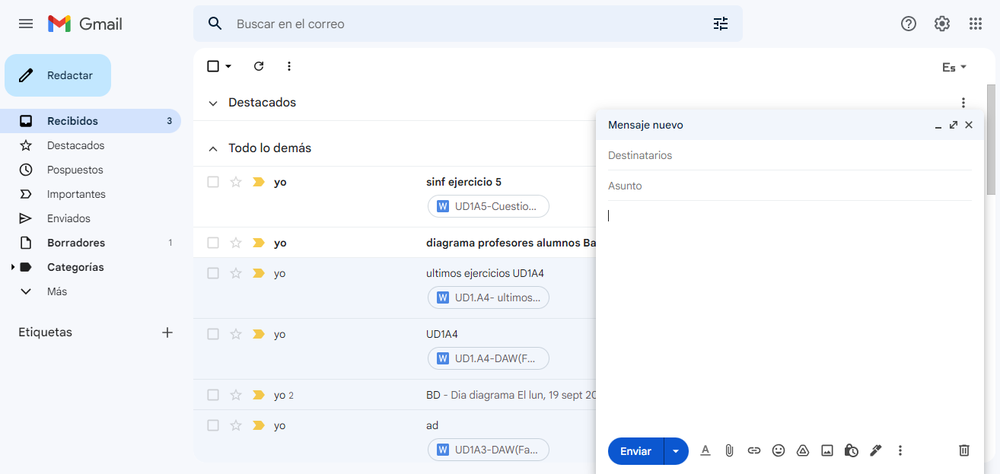 Gmail
Buscar en el correo
Redactar
Recibidos 3
Destacados
Pospuestos
Importantes
Enviados
Borradores 1
Categorías
Más
Etiquetas
Es
Destacados
Todo lo demás
yo sinf ejercicio 5
W UD1A5-Cuestio...
yo diagrama profesores alumnos Ba
yo ultimos ejercicios UD1A4
W UD1.A4- ultimos...
yo UD1A4
W UD1.A4-DAW(F...
yo 2 BD - Dia diagrama El lun, 19 sept 20
yo ad
W UD1A3-DAW(Fa...
Mensaje nuevo
Destinatarios
Asunto
Enviar